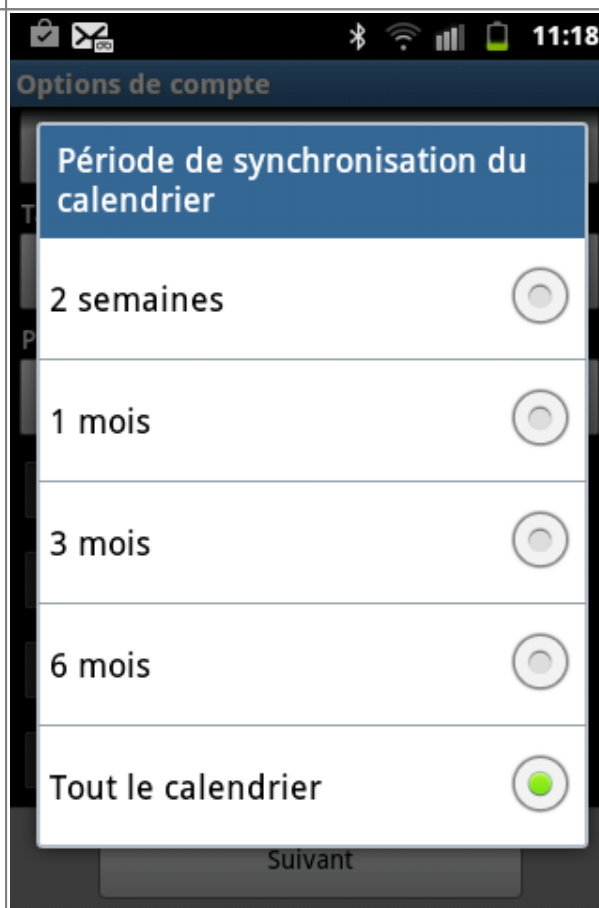 11:18
Options de compte
Période de synchronisation du
calendrier
2 semaines
1 mois
3 mois
6 mois
Tout le calendrier
Suivant